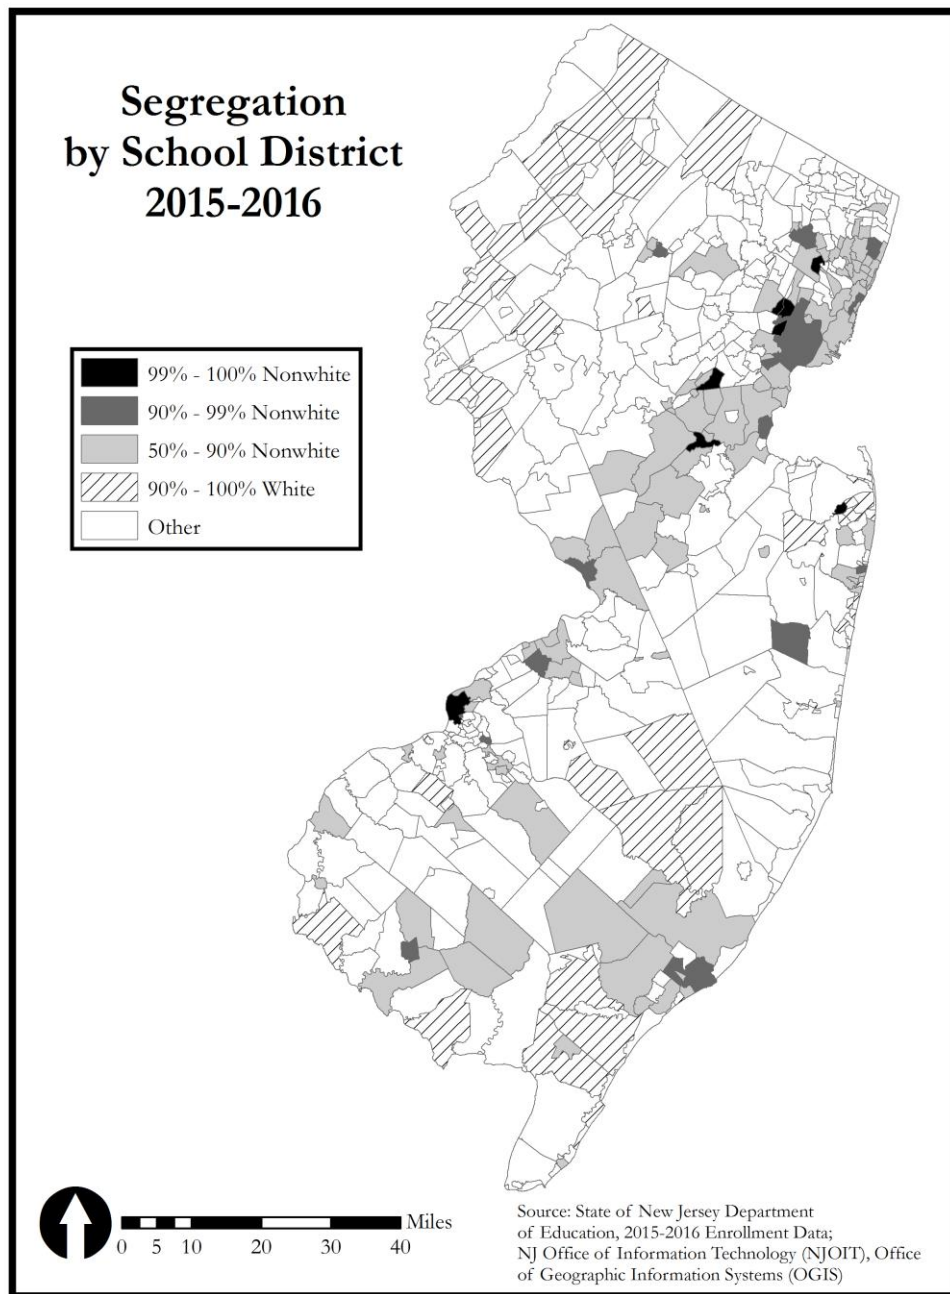 Segregation
by School District
2015-2016
99% - 100% Nonwhite
90% - 99% Nonwhite
50% - 90% Nonwhite
90% - 100% White
Other
Miles
0 5 10 20 30 40
Source: State of New Jersey Department
of Education, 2015-2016 Enrollment Data;
NJ Office of Information Technology (NJOIT), Office
of Geographic Information Systems (OGIS)